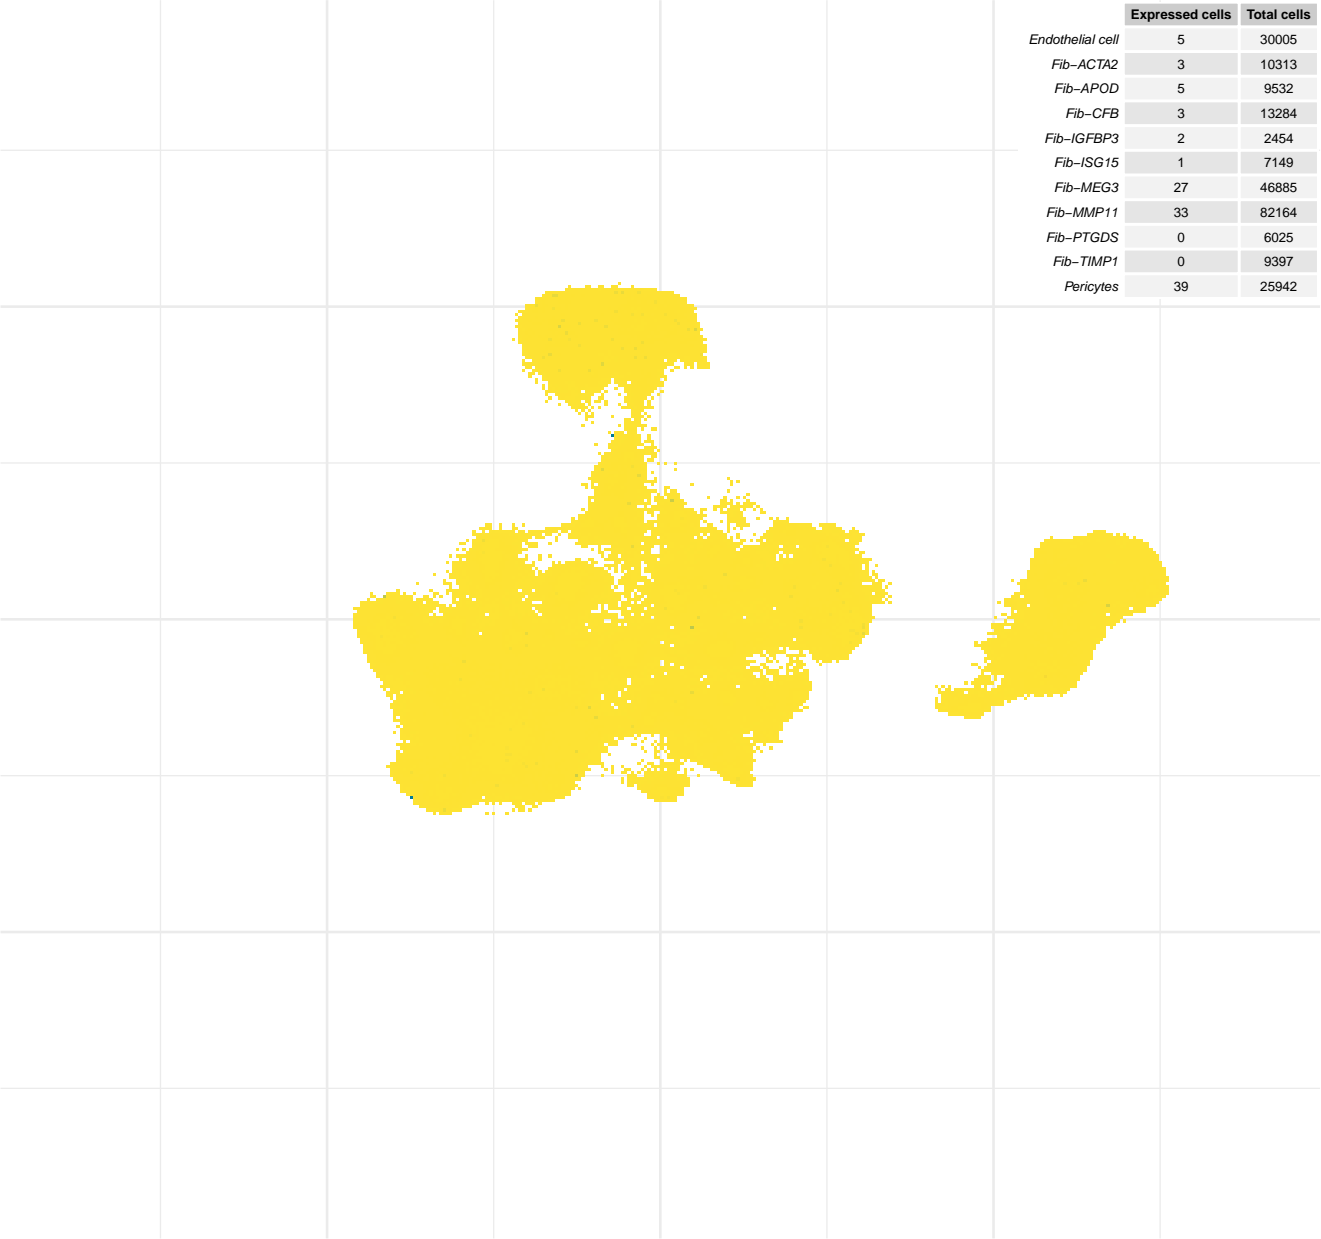 Expressed cells Total cells
Endothelial cell 5 30005
Fib−ACTA2 3 10313
Fib−APOD 5 9532
Fib−CFB 3 13284
Fib−IGFBP3 2 2454
Fib−ISG15 1 7149
Fib−MEG3 27 46885
Fib−MMP11 33 82164
Fib−PTGDS 0 6025
Fib−TIMP1 0 9397
Pericytes 39 25942